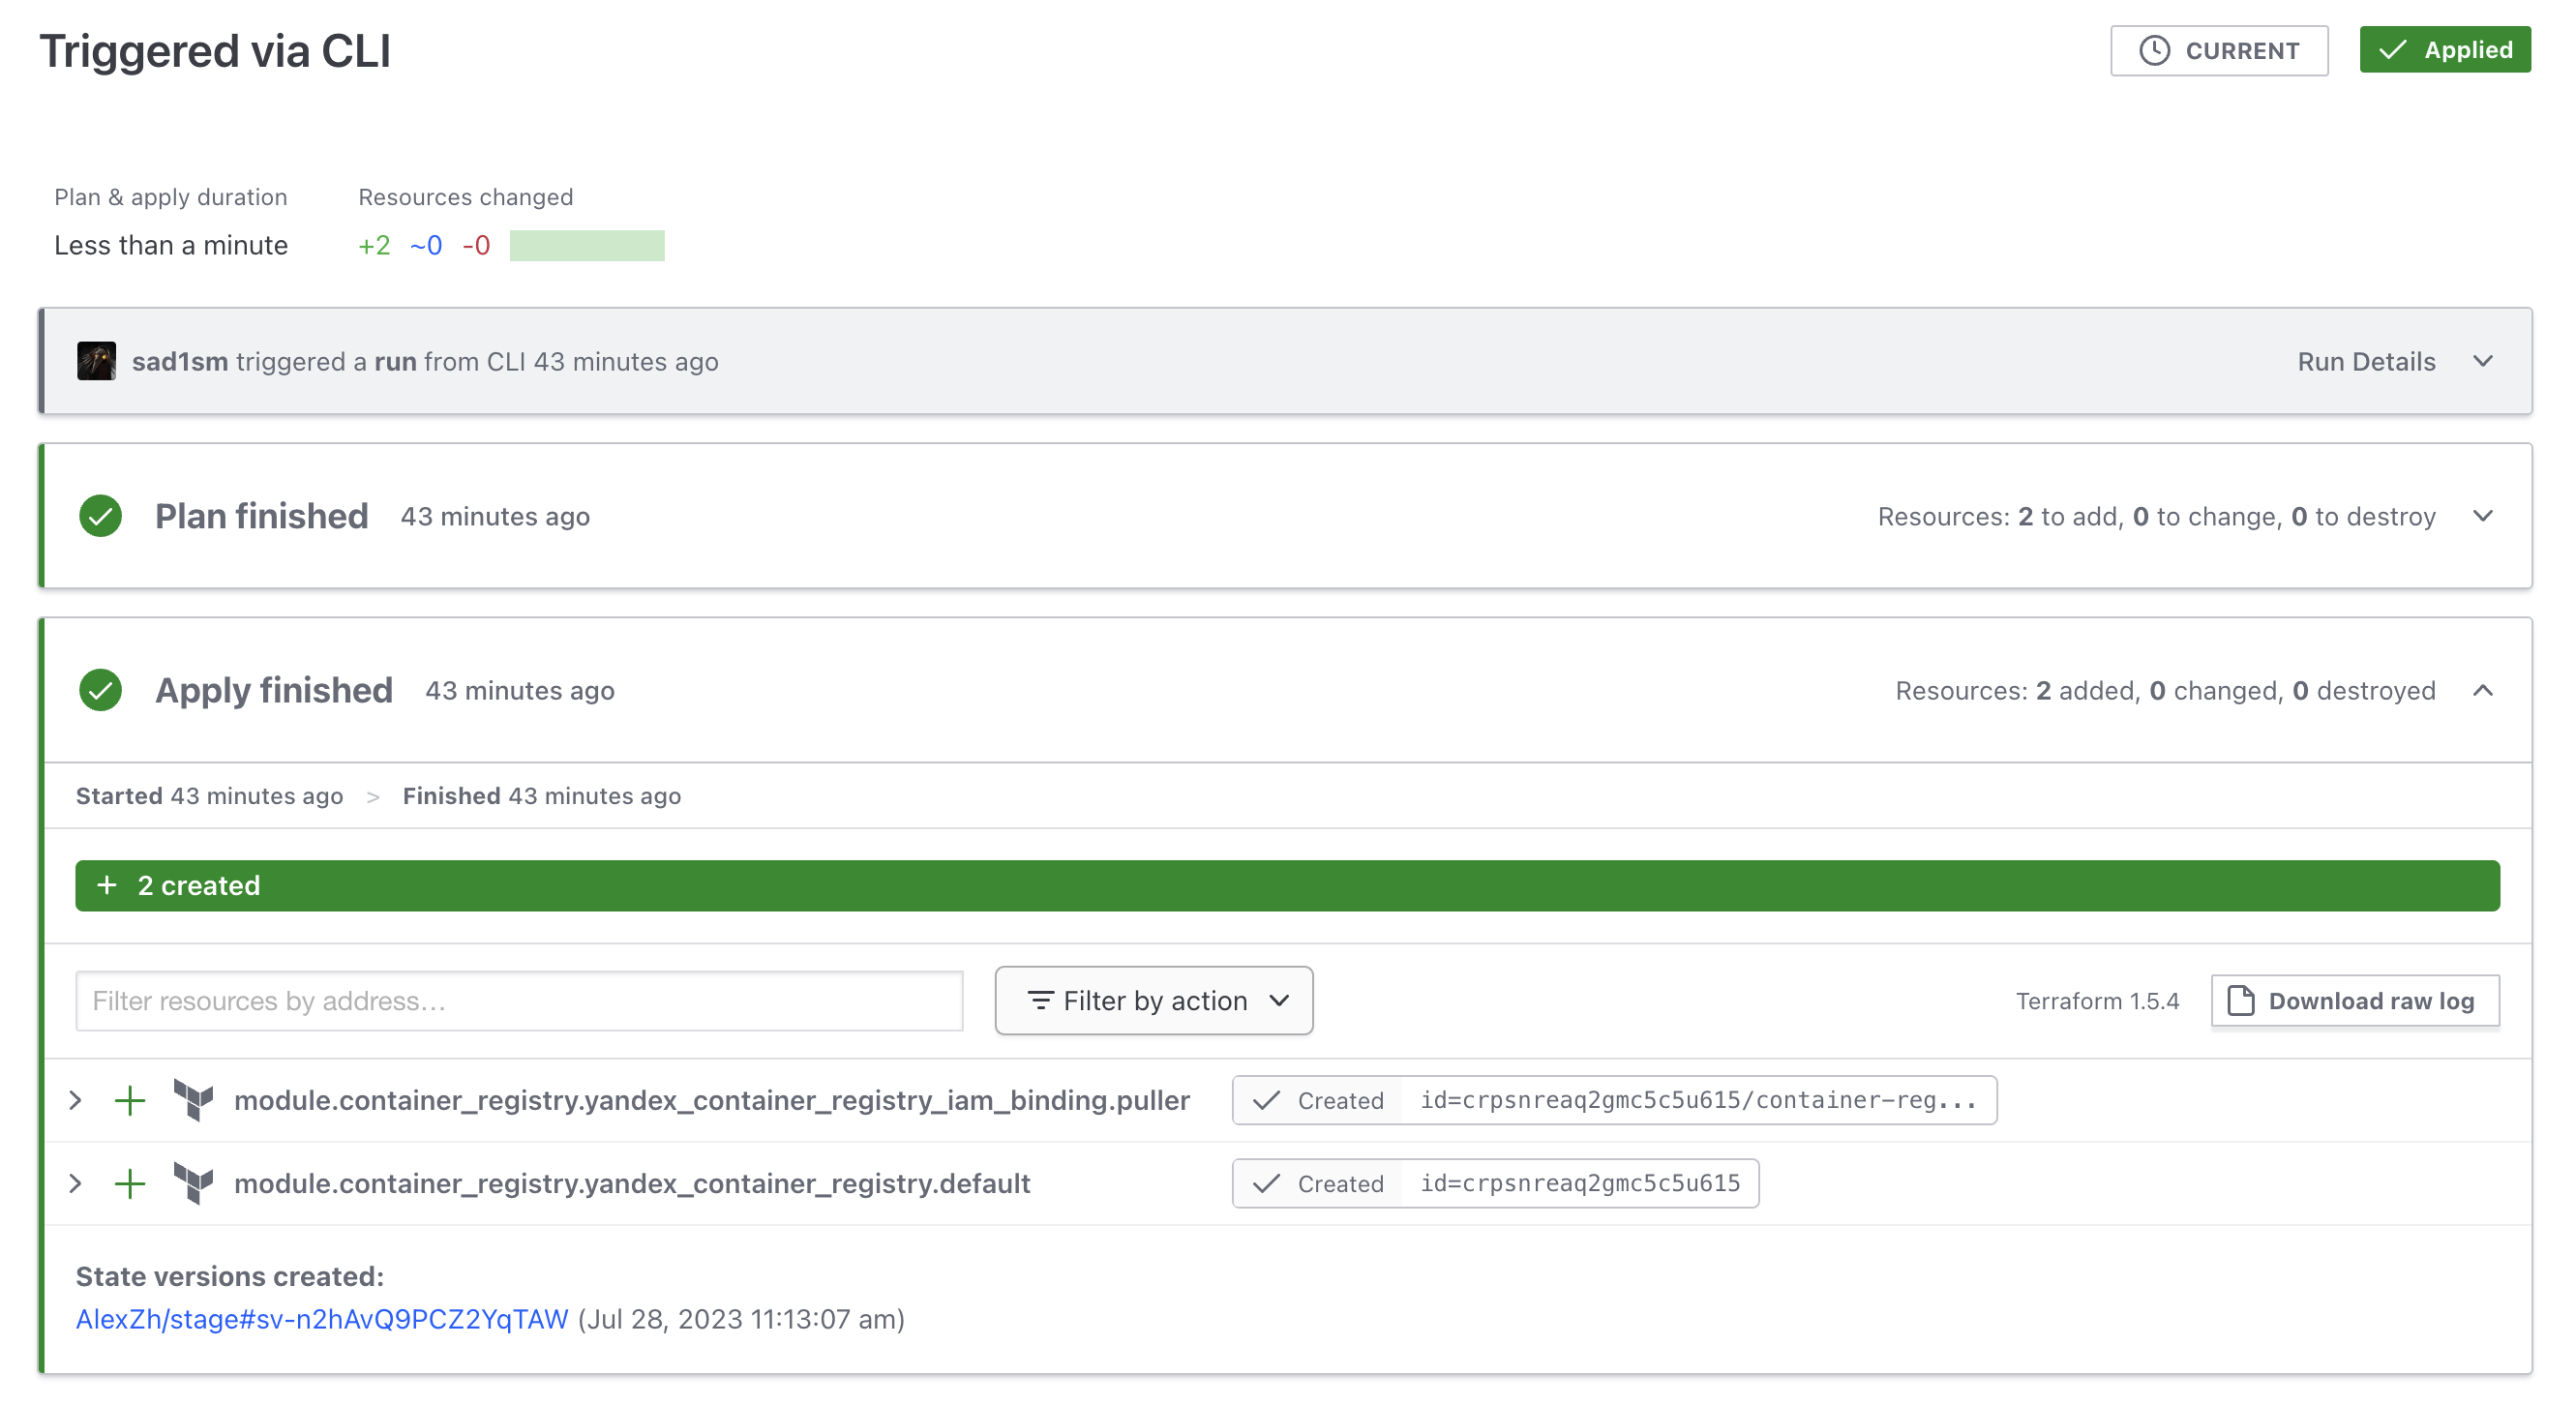 Triggered via CLI
CURRENT
Applied
Plan & apply duration
Resources changed
Less than a minute
+2 ~0 -0
sad1sm triggered a run from CLI 43 minutes ago
Run Details
Plan finished 43 minutes ago
Resources: 2 to add, 0 to change, 0 to destroy
Apply finished 43 minutes ago
Resources: 2 added, 0 changed, 0 destroyed
Started 43 minutes ago > Finished 43 minutes ago
+ 2 created
Filter resources by address...
Filter by action
Terraform 1.5.4
Download raw log
module.container_registry.yandex_container_registry_iam_binding.puller
Created id=crpsnreaq2gmc5c5u615/container-reg...
module.container_registry.yandex_container_registry.default
Created id=crpsnreaq2gmc5c5u615
State versions created:
AlexZh/stage#sv-n2hAvQ9PCZ2YqTAW (Jul 28, 2023 11:13:07 am)